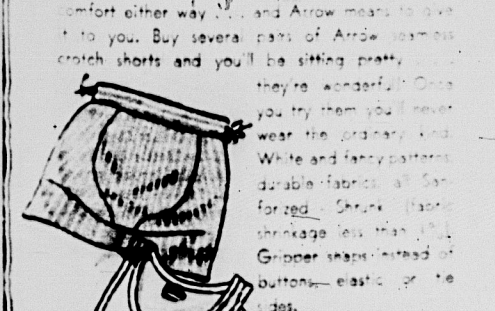 comfort either way . . . and Arrow means to give
it to you. Buy several pairs of Arrow seamless
crotch shorts and you'll be sitting pretty . . .
they're wonderful! Once
you try them you'll never
wear the ordinary kind.
White and fancy patterns
durable fabrics, all San-
forized - Shrunk (fabric
shrinkage less than 1%).
Gripper snaps instead of
buttons, elastic or tie
sides.